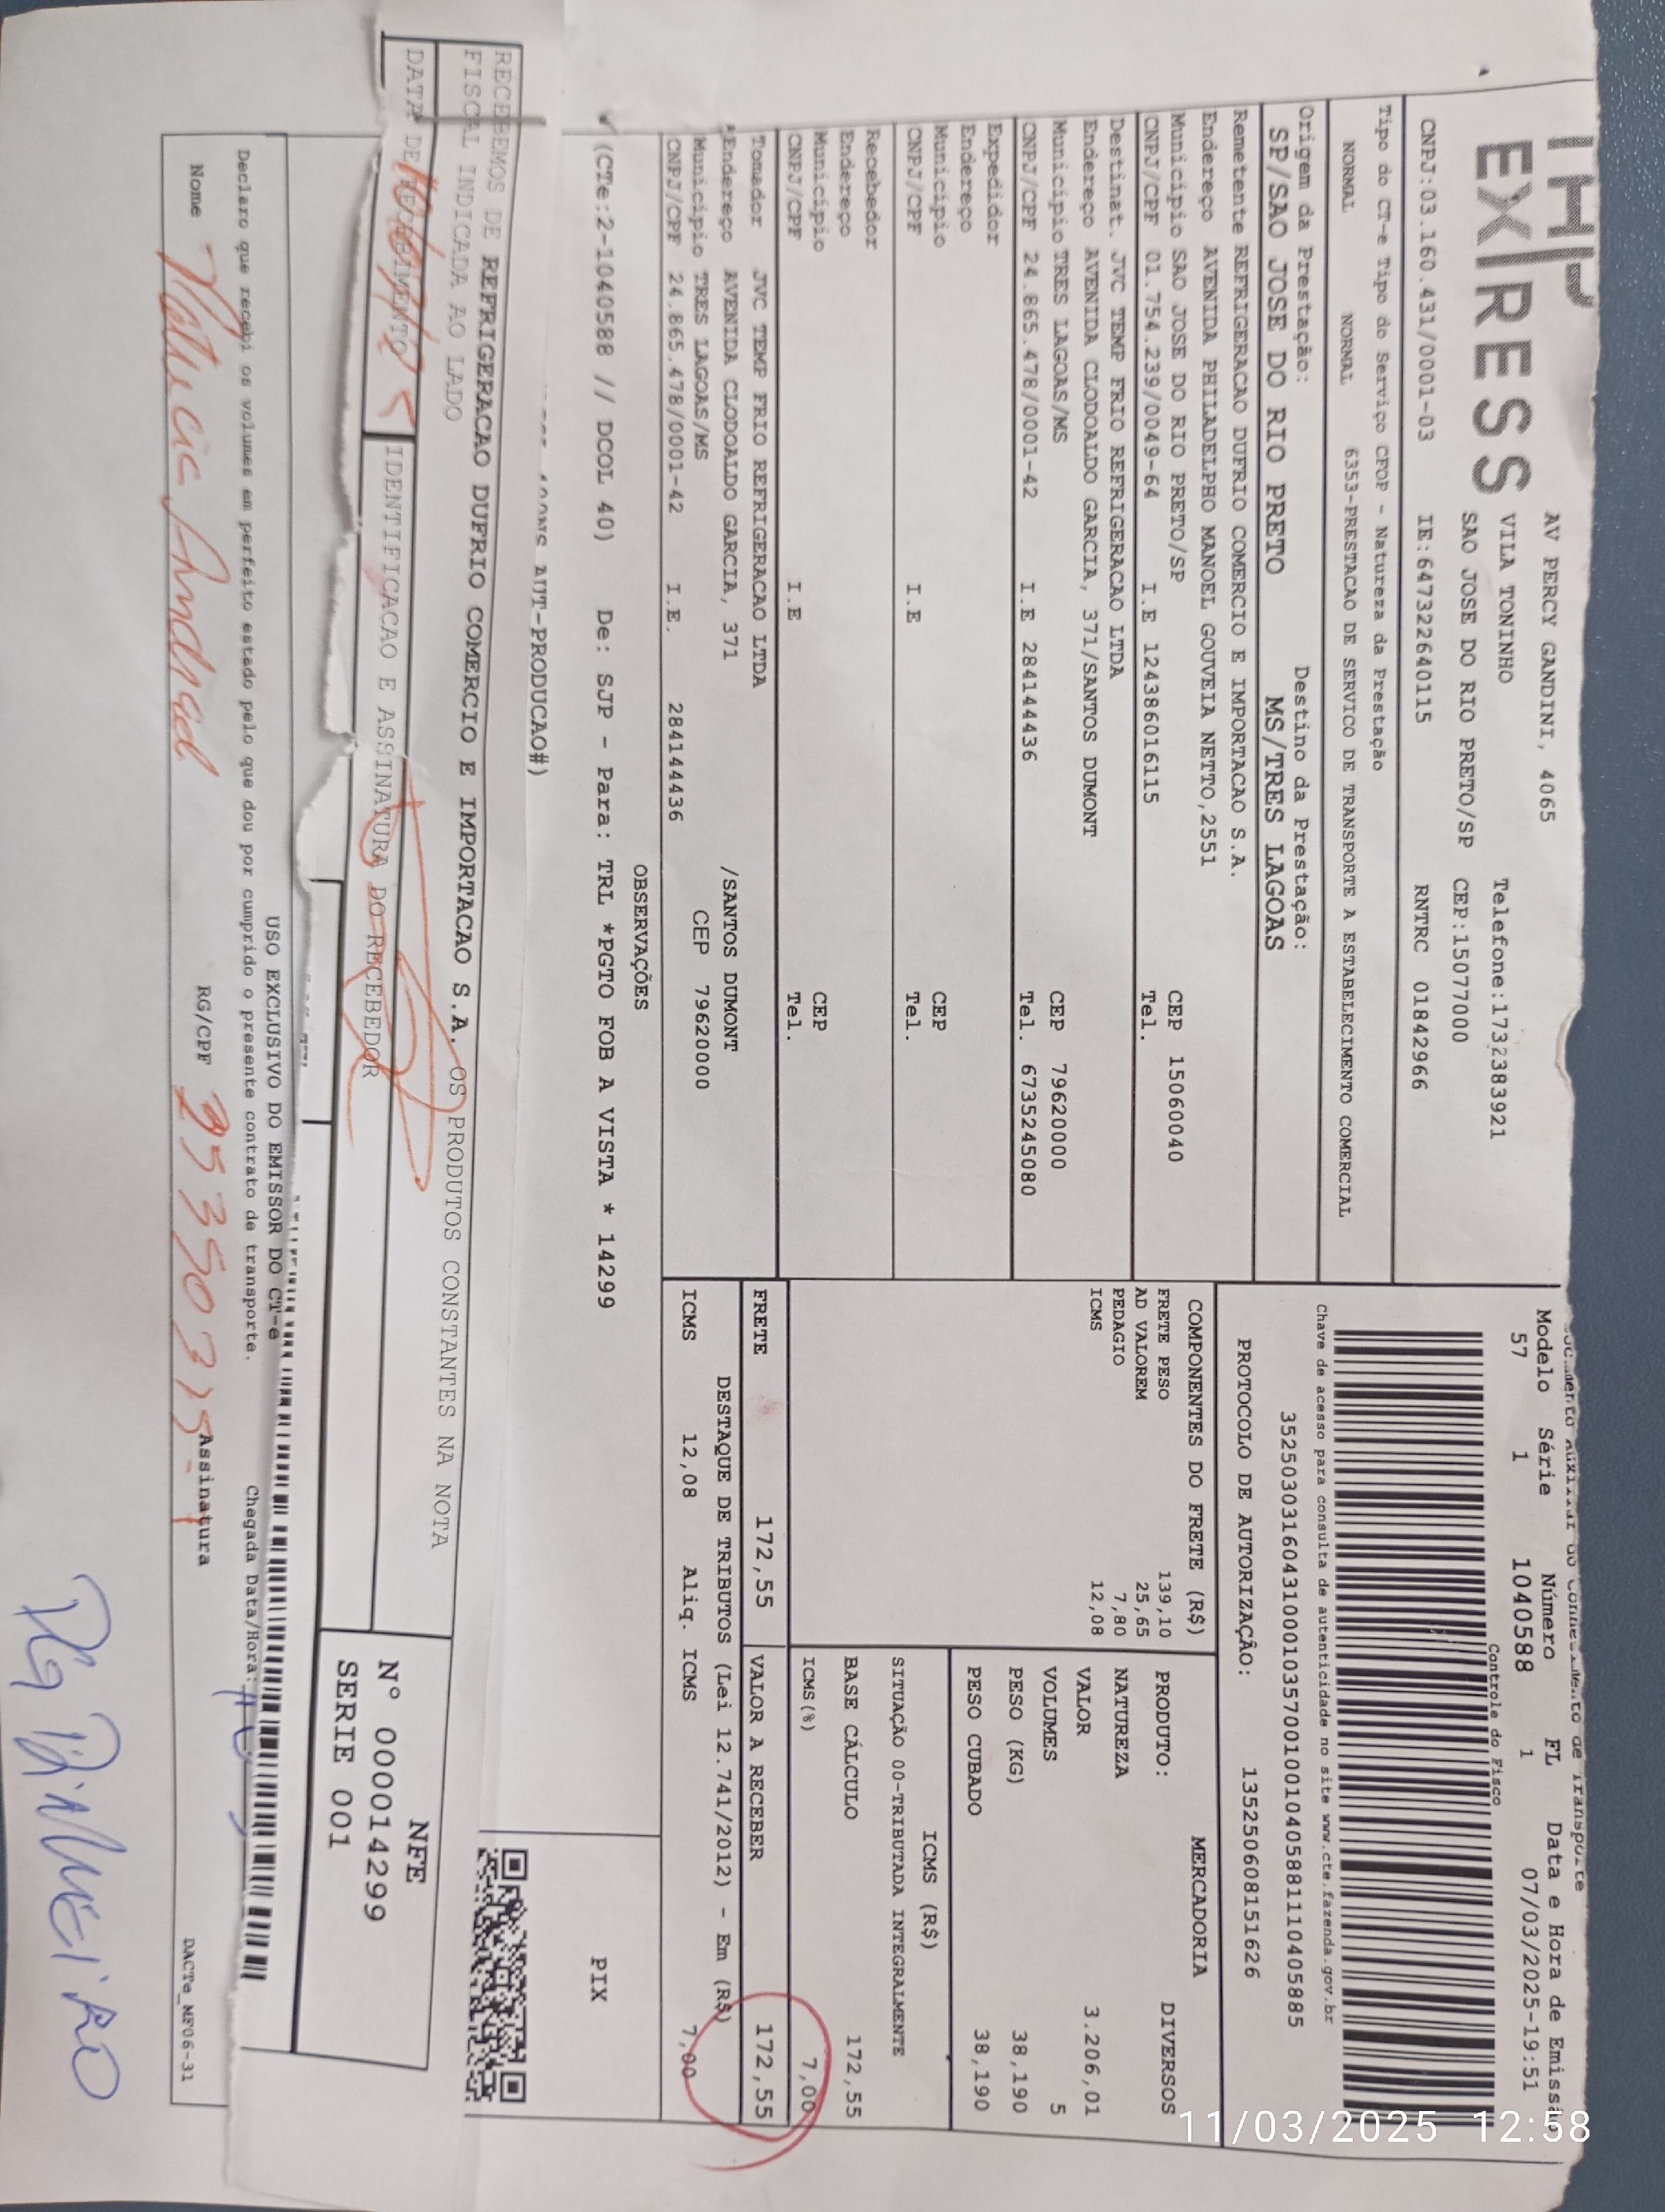 EXPRESS
AV PERCY GANDINI, 4065
VILA TONINHO
Telefone:1732383921
SAO JOSE DO RIO PRETO/SP CEP:15077000
CNPJ:03.160.431/0001-03 IE:647322640115 RNTRC 01842966
Tipo do CT-e Tipo do Serviço CFOP - Natureza da Prestação
NORMAL NORMAL 6353-PRESTACAO DE SERVICO DE TRANSPORTE A ESTABELECIMENTO COMERCIAL
Origem da Prestação: Destino da Prestação:
SP/SAO JOSE DO RIO PRETO MS/TRES LAGOAS
Modelo Série Número FL Data e Hora de Emissão
57 1 1040588 1 07/03/2025-19:51
Controle do Fisco
Chave de acesso para consulta de autenticidade no site www.cte.fazenda.gov.br
35250303160431000103570010010405881110405885
PROTOCOLO DE AUTORIZAÇÃO: 135250608151626
Remetente REFRIGERACAO DUFRIO COMERCIO E IMPORTACAO S.A.
Endereço AVENIDA PHILADELPHO MANOEL GOUVEIA NETTO,2551
Município SAO JOSE DO RIO PRETO/SP CEP 15060040
CNPJ/CPF 01.754.239/0049-64 I.E 124386016115 Tel.
Destinat. JVC TEMP FRIO REFRIGERACAO LTDA
Endereço AVENIDA CLODOALDO GARCIA, 371/SANTOS DUMONT
Município TRES LAGOAS/MS CEP 79620000
CNPJ/CPF 24.865.478/0001-42 I.E 284144436 Tel. 6735245080
Expedidor
Endereço
Município CEP
CNPJ/CPF I.E Tel.
Recebedor
Endereço
Município CEP
CNPJ/CPF I.E Tel.
Tomador JVC TEMP FRIO REFRIGERACAO LTDA
Endereço AVENIDA CLODOALDO GARCIA, 371 /SANTOS DUMONT
Município TRES LAGOAS/MS CEP 79620000
CNPJ/CPF 24.865.478/0001-42 I.E. 284144436
COMPONENTES DO FRETE (R$)
FRETE PESO 139,10
AD VALOREM 25,65
PEDAGIO 7,80
ICMS 12,08
MERCADORIA
PRODUTO: DIVERSOS
NATUREZA
VALOR 3.206,01
VOLUMES 5
PESO (KG) 38,190
PESO CUBADO 38,190
ICMS (R$)
SITUAÇÃO 00-TRIBUTADA INTEGRALMENTE
BASE CÁLCULO 172,55
ICMS(%) 7,00
FRETE 172,55 VALOR A RECEBER 172,55
DESTAQUE DE TRIBUTOS (Lei 12.741/2012) - Em (R$)
ICMS 12,08 Aliq. ICMS 7,00
OBSERVAÇÕES
(CTe:2-1040588 // DCOL 40) De: SJP - Para: TRL *PGTO FOB A VISTA * 14299
AUT-PRODUCAO#)
PIX
RECEBEMOS DE REFRIGERACAO DUFRIO COMERCIO E IMPORTACAO S.A. OS PRODUTOS CONSTANTES NA NOTA
FISCAL INDICADA AO LADO
DATA DE RECEBIMENTO IDENTIFICACAO E ASSINATURA DO RECEBEDOR
NFE
N° 000014299
SERIE 001
USO EXCLUSIVO DO EMISSOR DO CT-e
Declaro que recebi os volumes em perfeito estado pelo que dou por cumprido o presente contrato de transporte. Chegada Data/Hora:
Nome RG/CPF Assinatura
DACTe_MF06-31
11/03/2025 12:58